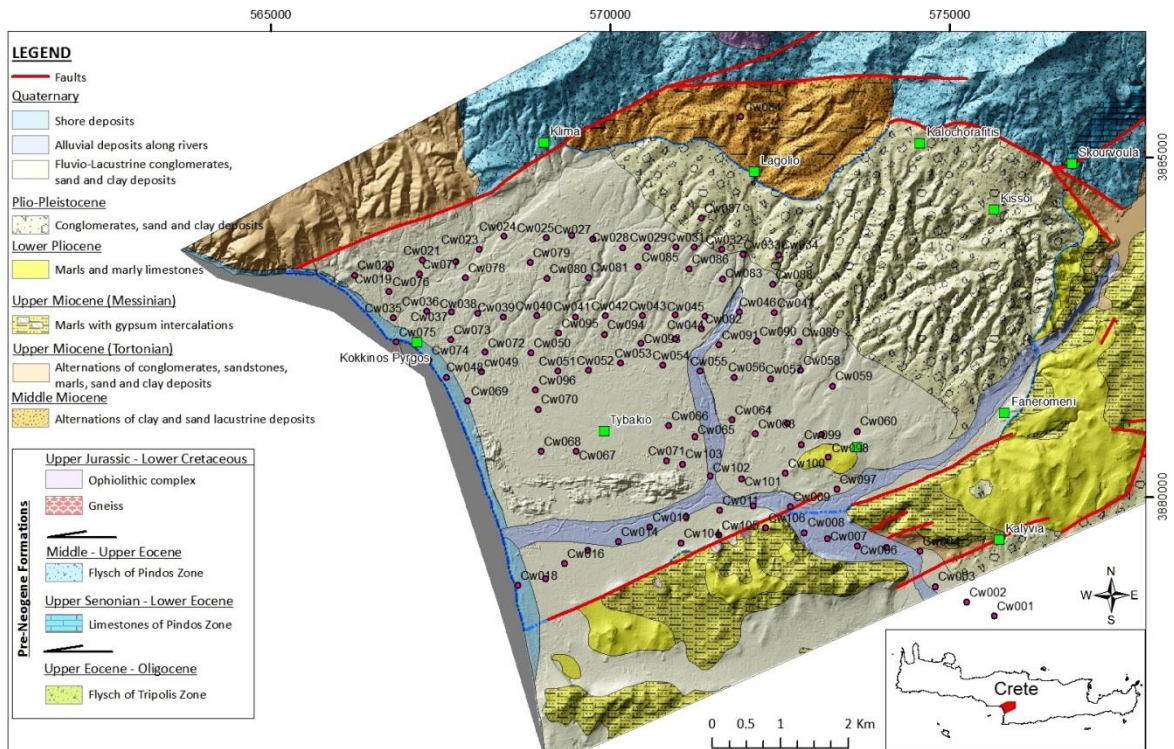 565000
570000
575000
3885000
3880000
LEGEND
Faults
Quaternary
Shore deposits
Alluvial deposits along rivers
Fluvio-Lacustrine conglomerates,
sand and clay deposits
Plio-Pleistocene
Conglomerates, sand and clay deposits
Lower Pliocene
Marls and marly limestones
Upper Miocene (Messinian)
Marls with gypsum intercalations
Upper Miocene (Tortonian)
Alternations of conglomerates, sandstones,
marls, sand and clay deposits
Middle Miocene
Alternations of clay and sand lacustrine deposits
Pre-Neogene Formations
Upper Jurassic - Lower Cretaceous
Ophiolithic complex
Gneiss
Middle - Upper Eocene
Flysch of Pindos Zone
Upper Senonian - Lower Eocene
Limestones of Pindos Zone
Upper Eocene - Oligocene
Flysch of Tripolis Zone
Klima
Lagolio
Kalochorafitis
Skourvoula
Kissoi
Kokkinos Pyrgos
Tybakio
Faneromeni
Kalyvia
Cw087
Cw024
Cw025
Cw027
Cw023
Cw028
Cw029
Cw031
Cw032
Cw033
Cw034
Cw021
Cw020
Cw019
Cw076
Cw078
Cw079
Cw080
Cw081
Cw085
Cw086
Cw083
Cw088
Cw035
Cw036
Cw037
Cw038
Cw039
Cw040
Cw041
Cw042
Cw043
Cw045
Cw046
Cw047
Cw082
Cw044
Cw075
Cw073
Cw095
Cw094
Cw093
Cw091
Cw090
Cw089
Cw074
Cw072
Cw050
Cw048
Cw049
Cw051
Cw052
Cw053
Cw054
Cw055
Cw056
Cw057
Cw058
Cw059
Cw069
Cw096
Cw070
Cw066
Cw064
Cw065
Cw060
Cw099
Cw098
Cw068
Cw067
Cw071
Cw103
Cw102
Cw101
Cw100
Cw097
Cw011
Cw009
Cw014
Cw104
Cw105
Cw106
Cw008
Cw007
Cw006
Cw016
Cw018
Cw003
Cw002
Cw001
N
W
E
S
0
1
2 Km
Crete